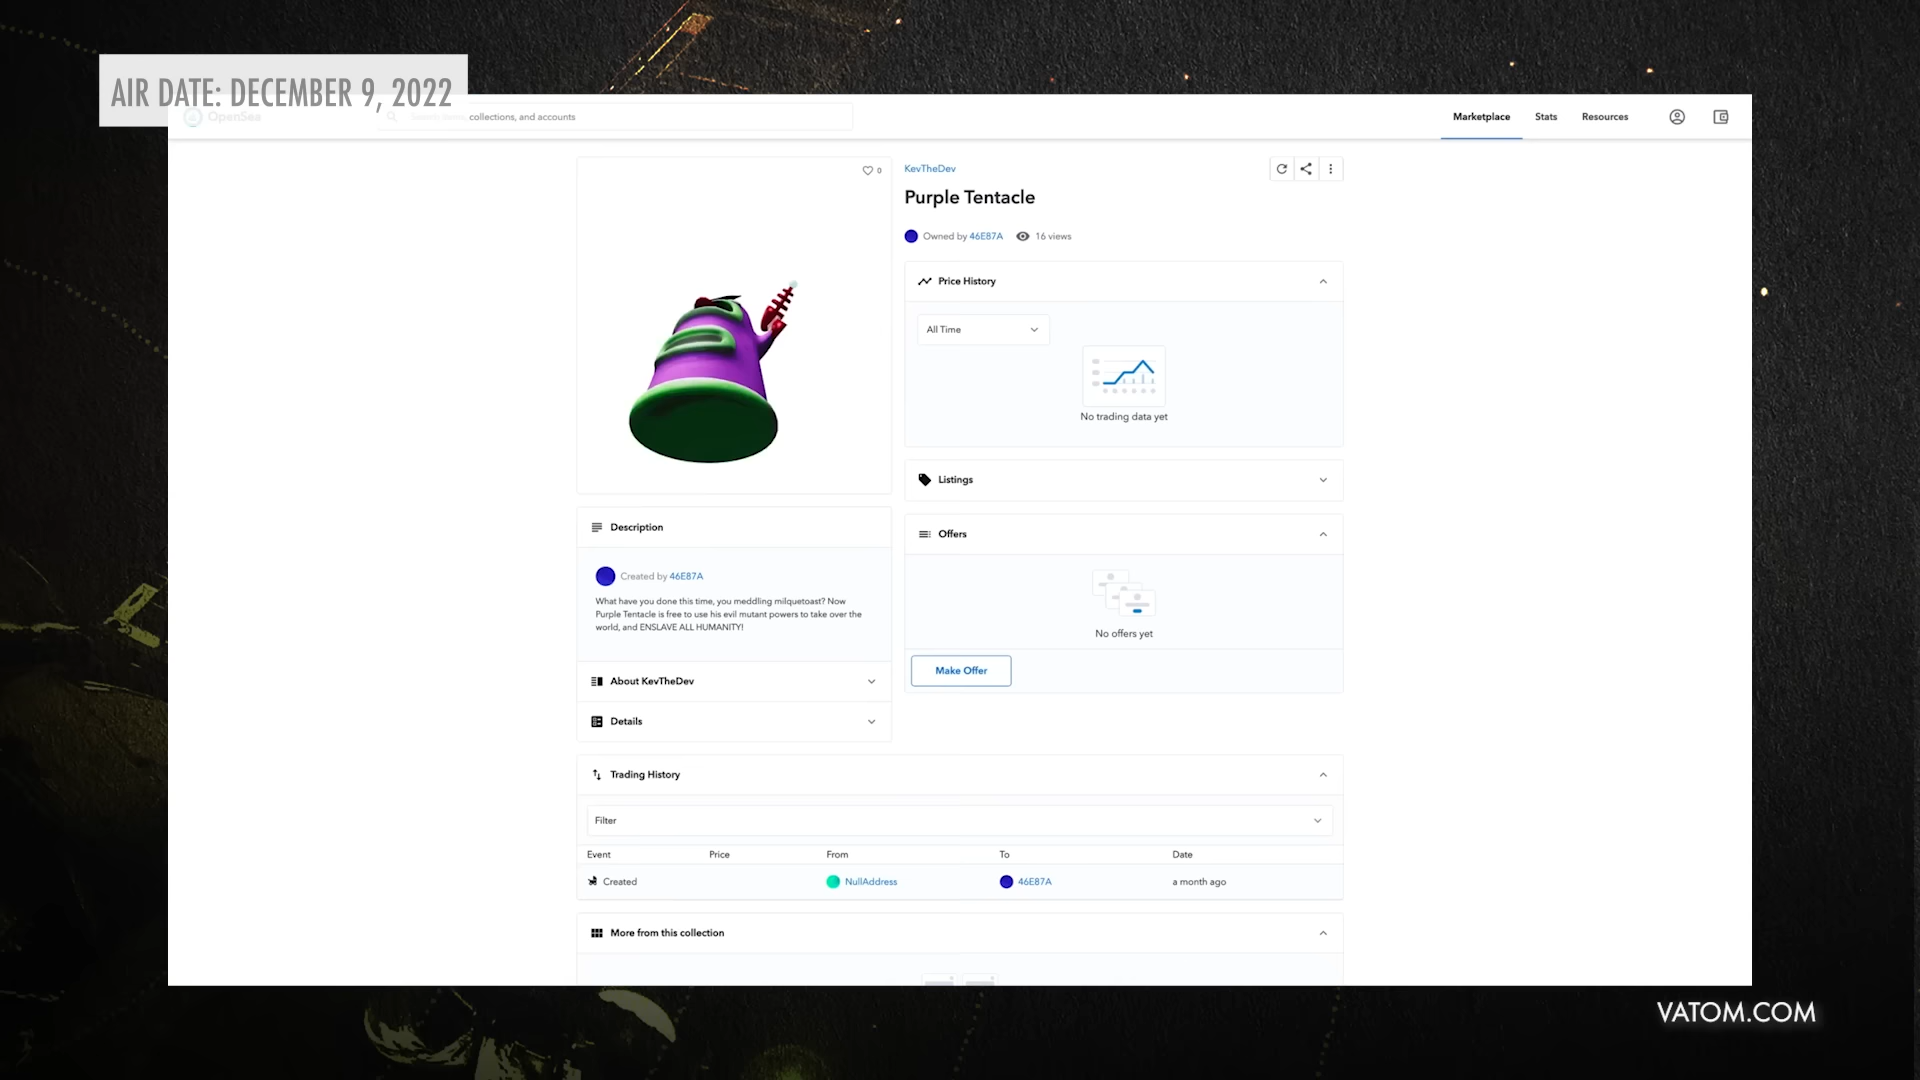 AIR DATE: DECEMBER 9, 2022
OpenSea
Search items, collections, and accounts
Marketplace
Stats
Resources
0
KevTheDev
Purple Tentacle
Owned by 46E87A
16 views
Price History
All Time
No trading data yet
Listings
Offers
No offers yet
Make Offer
Description
Created by 46E87A
What have you done this time, you meddling milquetoast? Now
Purple Tentacle is free to use his evil mutant powers to take over the
world, and ENSLAVE ALL HUMANITY!
About KevTheDev
Details
Trading History
Filter
Event Price From To Date
Created NullAddress 46E87A a month ago
More from this collection
VATOM.COM